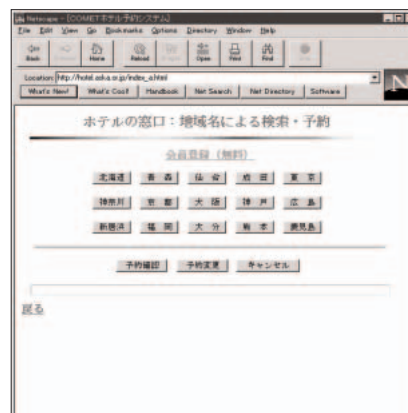 Netscape - [COMETホテル予約システム]
File Edit View Go Bookmarks Options Directory Window Help
Back Home Reload Open Print Find
Location: http://hotel.aska.or.jp/index_a.html
What's New! What's Cool! Handbook Net Search Net Directory Software
N
ホテルの窓口:地域名による検索・予約
会員登録(無料)
北海道 青森 仙台 成田 東京
神奈川 京都 大阪 神戸 広島
新居浜 福岡 大分 熊本 鹿児島
予約確認 予約変更 キャンセル
戻る